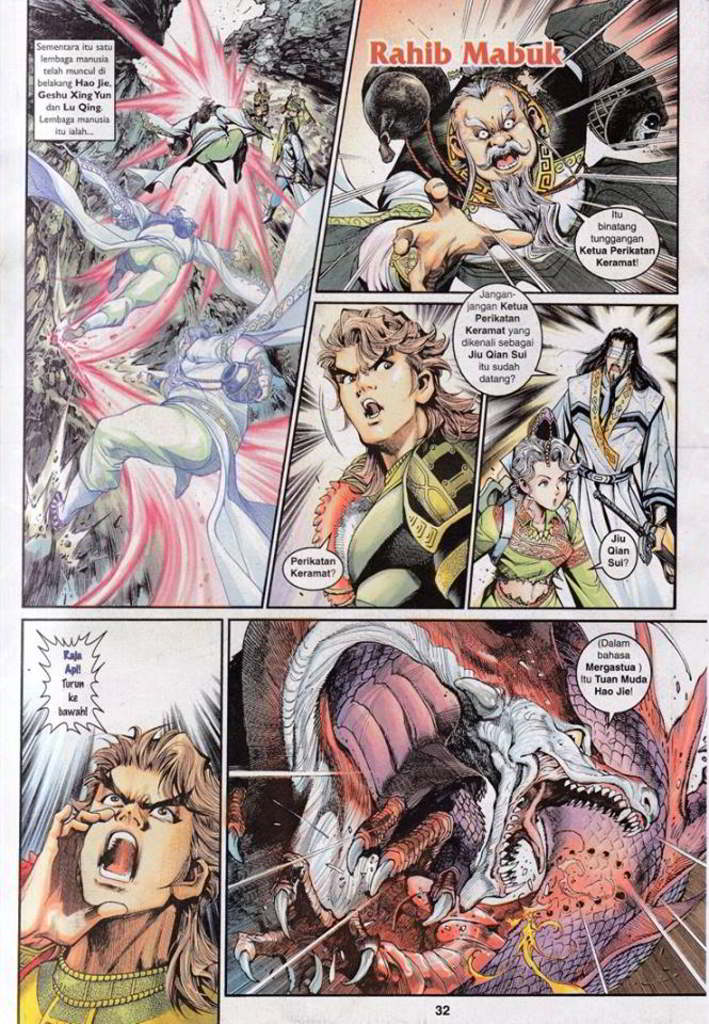 Sementara itu satu
lembaga manusia
telah muncul di
belakang Hao Jie,
Geshu Xing Yun
dan Lu Qing.
Lembaga manusia
itu ialah...
Rahib Mabuk
Itu
binatang
tunggangan
Ketua Perikatan
Keramat!
Jangan-
jangan Ketua
Perikatan
Keramat yang
dikenali sebagai
Jiu Qian Sui
itu sudah
datang?
Perikatan
Keramat?
Jiu
Qian
Sui?
Raja
Api!
Turun
ke
bawah!
(Dalam
bahasa
Mergastua )
Itu Tuan Muda
Hao Jie!
32